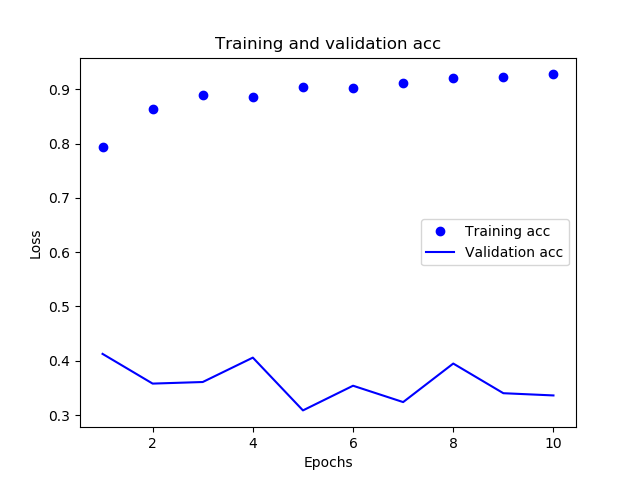 Training and validation acc
0.9
0.8
0.7
0.6
0.5
0.4
0.3
Loss
Training acc
Validation acc
2
4
6
8
10
Epochs